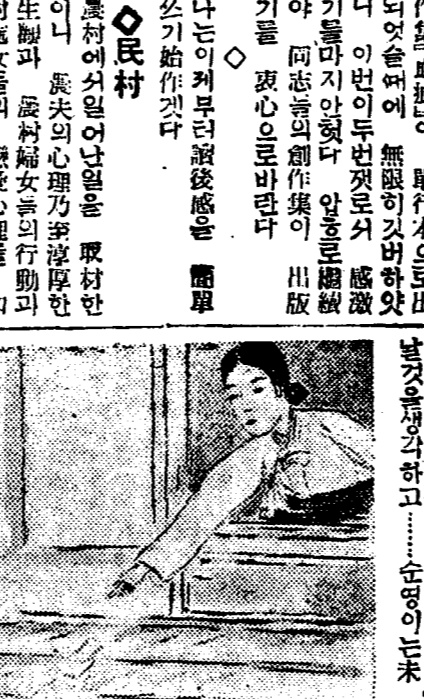 되엇슬때에 無限히깃버하얏
니 이번이두번잿로서 感激
기를마지안헛다 압흐로繼續
야 同志들의創作集이 出版
기를 衷心으로바란다
◇
나는이제부터讀後感을 簡單
쓰기始作겟다
◇民村
農村에서일어난일을 取材한
이니 農夫의心理乃至淳厚한
生觀과 農村婦女들의行動과
날것을생각하고………순영이는未